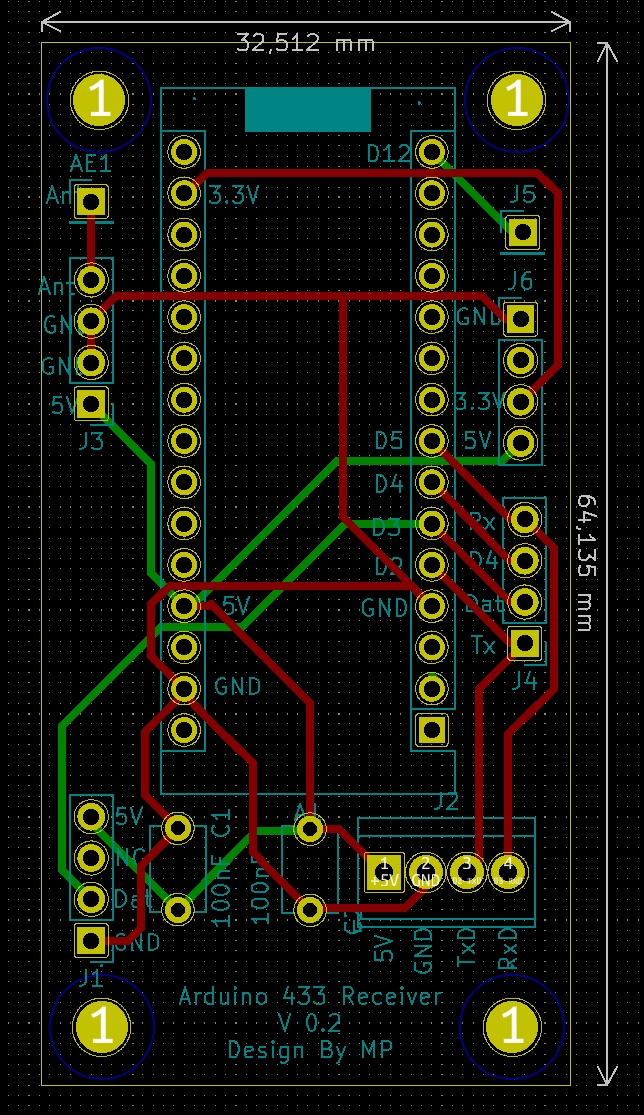 32,512 mm
1
1
AE1
D12
An
3.3V
J5
J6
Ant
GND
GND
GND
5V
3.3V
J3
D5
5V
D4
Rx
D3
64,135 mm
D4
D2
Dat
5V
GND
Tx
GND
J4
J2
A1
5V
C1
100nF
100nF
NC
Dat
1
+5V
2
GND
3
4
GND
5V
GND
TxD
RxD
J1
Arduino 433 Receiver
V 0.2
Design By MP
1
1